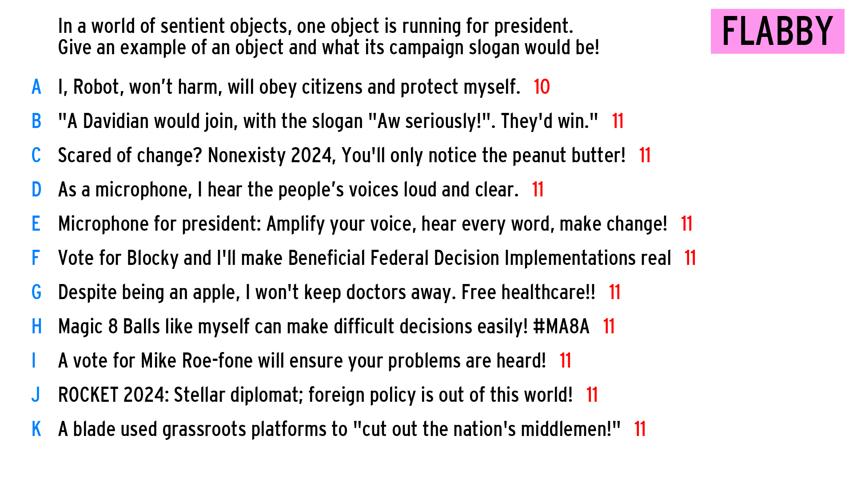 In a world of sentient objects, one object is running for president.
Give an example of an object and what its campaign slogan would be!
FLABBY
A I, Robot, won't harm, will obey citizens and protect myself. 10
B "A Davidian would join, with the slogan "Aw seriously!". They'd win." 11
C Scared of change? Nonexisty 2024, You'll only notice the peanut butter! 11
D As a microphone, I hear the people's voices loud and clear. 11
E Microphone for president: Amplify your voice, hear every word, make change! 11
F Vote for Blocky and I'll make Beneficial Federal Decision Implementations real 11
G Despite being an apple, I won't keep doctors away. Free healthcare!! 11
H Magic 8 Balls like myself can make difficult decisions easily! #MA8A 11
I A vote for Mike Roe-fone will ensure your problems are heard! 11
J ROCKET 2024: Stellar diplomat; foreign policy is out of this world! 11
K A blade used grassroots platforms to "cut out the nation's middlemen!" 11